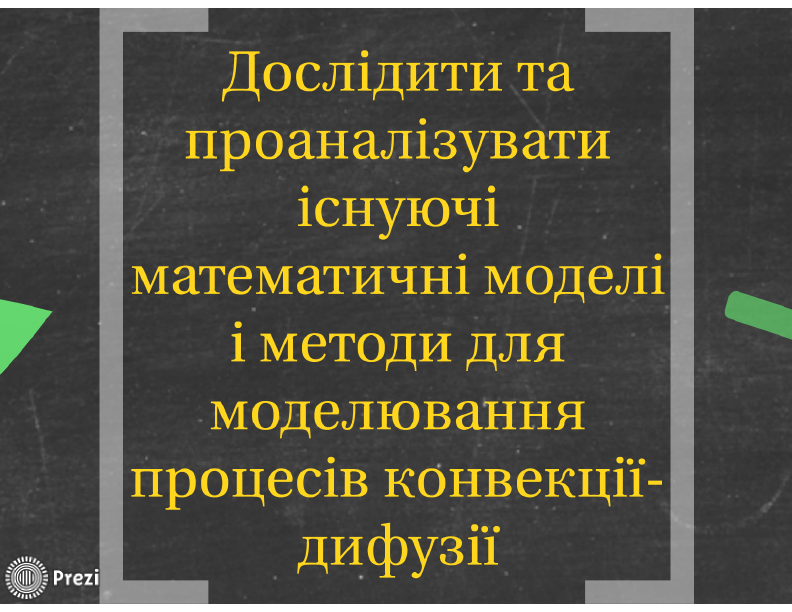 Дослідити та
проаналізувати
існуючі
математичні моделі
і методи для
моделювання
процесів конвекції-
дифузії
Prezi